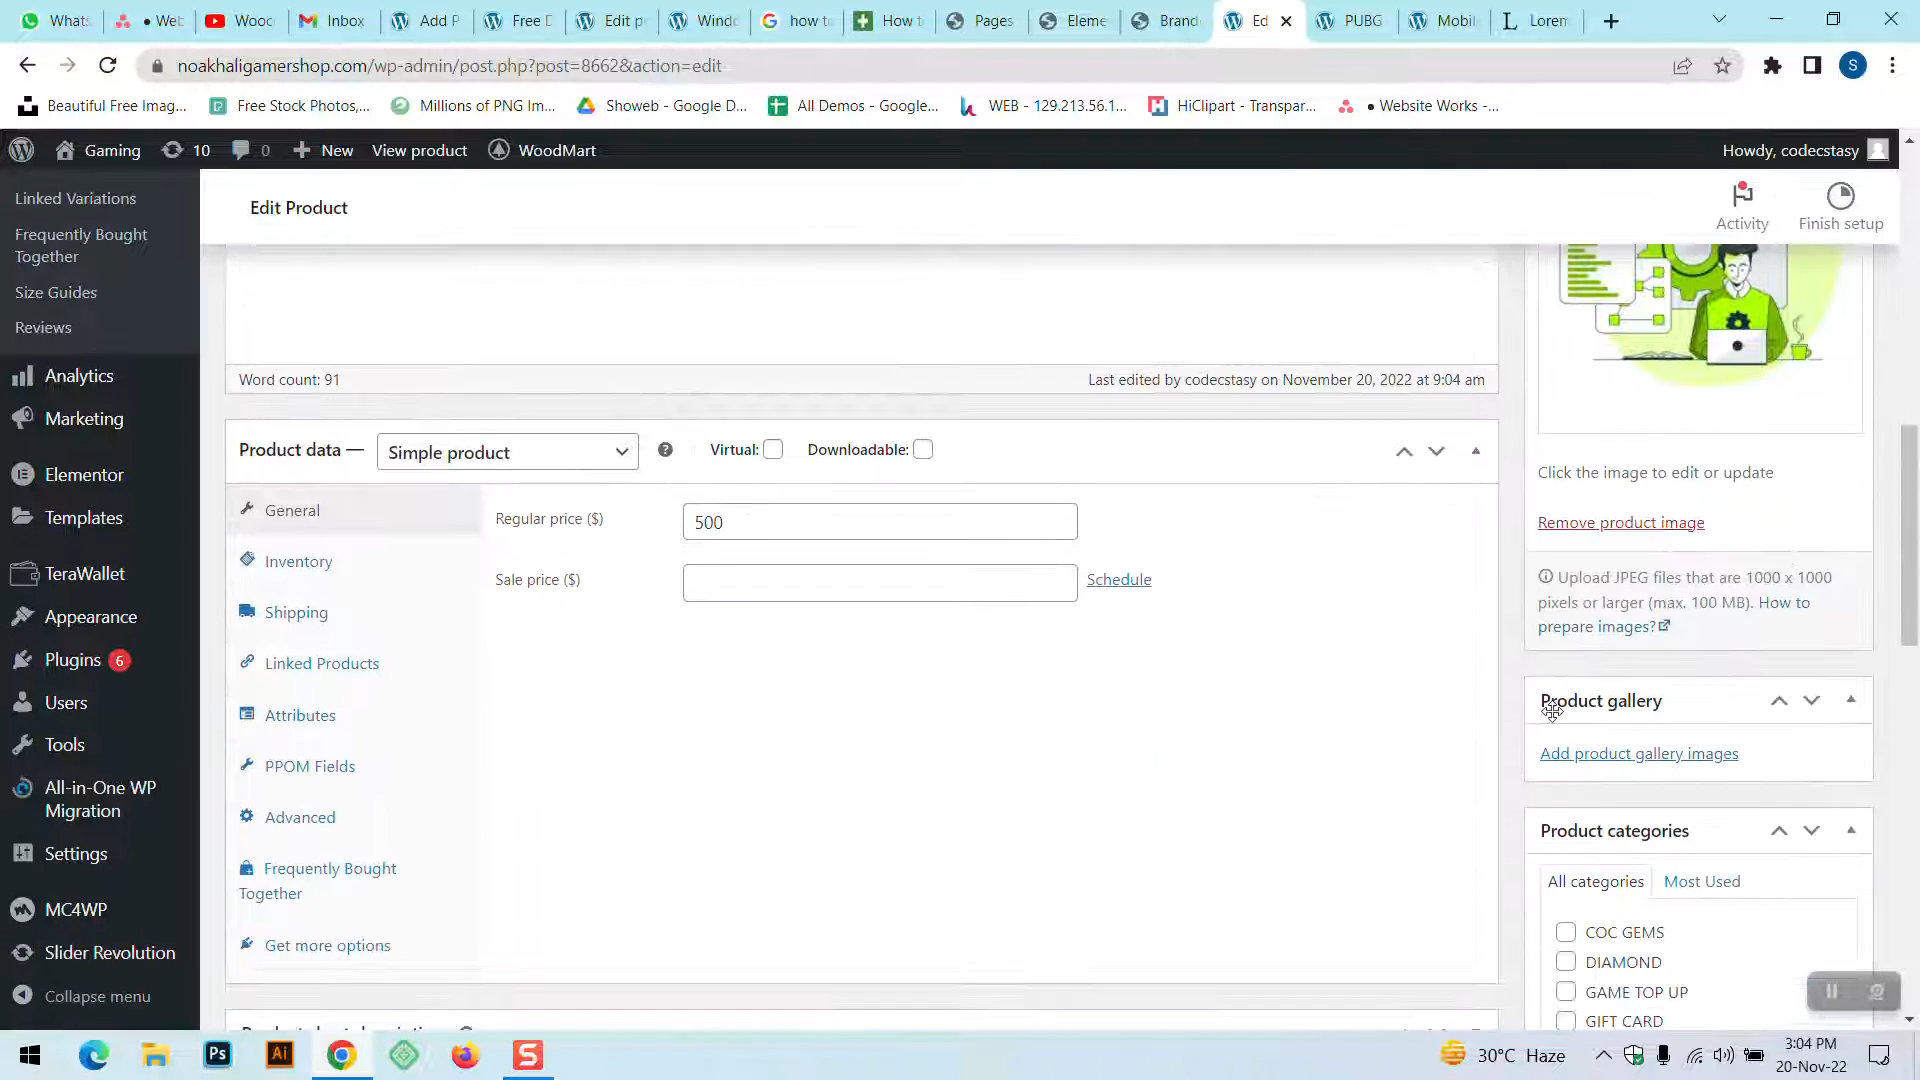 Whats
• Web
Wooc
Inbox
Add P
Free D
Edit p
Wind
how to
How t
Pages
Eleme
Brand
Ed
PUBG
Mobil
Lorem
noakhaligamershop.com/wp-admin/post.php?post=8662&action=edit
S
Beautiful Free Imag...
Free Stock Photos,...
Millions of PNG Im...
Showeb - Google D...
All Demos - Google...
WEB - 129.213.56.1...
HiClipart - Transpar...
• Website Works -...
Gaming
10
0
New
View product
WoodMart
Howdy, codecstasy
Linked Variations
Frequently Bought
Together
Size Guides
Reviews
Analytics
Marketing
Elementor
Templates
TeraWallet
Appearance
Plugins 6
Users
Tools
All-in-One WP
Migration
Settings
MC4WP
Slider Revolution
Collapse menu
Edit Product
Activity
Finish setup
Word count: 91
Last edited by codecstasy on November 20, 2022 at 9:04 am
Product data —
Simple product
Virtual:
Downloadable:
General
Inventory
Shipping
Linked Products
Attributes
PPOM Fields
Advanced
Frequently Bought
Together
Get more options
Regular price ($)
500
Sale price ($)
Schedule
Click the image to edit or update
Remove product image
Upload JPEG files that are 1000 x 1000
pixels or larger (max. 100 MB). How to
prepare images?
Product gallery
Add product gallery images
Product categories
All categories
Most Used
COC GEMS
DIAMOND
GAME TOP UP
GIFT CARD
Ps
Ai
S
30°C Haze
3:04 PM
20-Nov-22